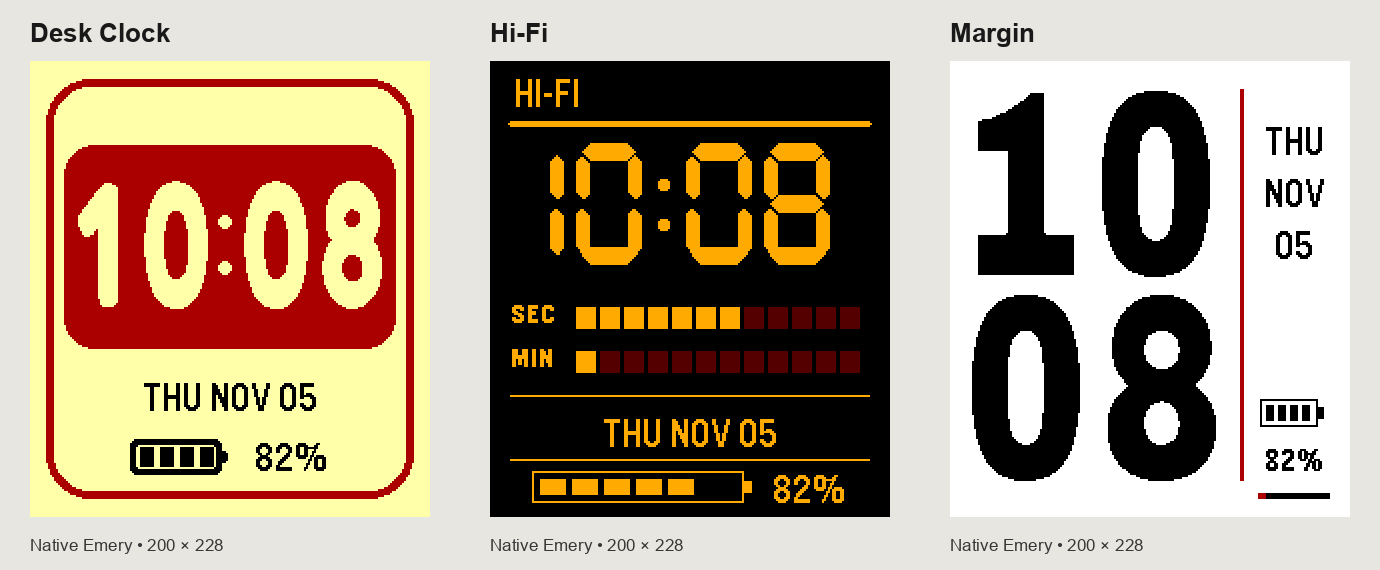 Desk Clock
10:08
THU NOV 05
82%
Native Emery • 200 × 228
Hi-Fi
HI-FI
10:08
SEC
MIN
THU NOV 05
82%
Native Emery • 200 × 228
Margin
10
08
THU
NOV
05
82%
Native Emery • 200 × 228